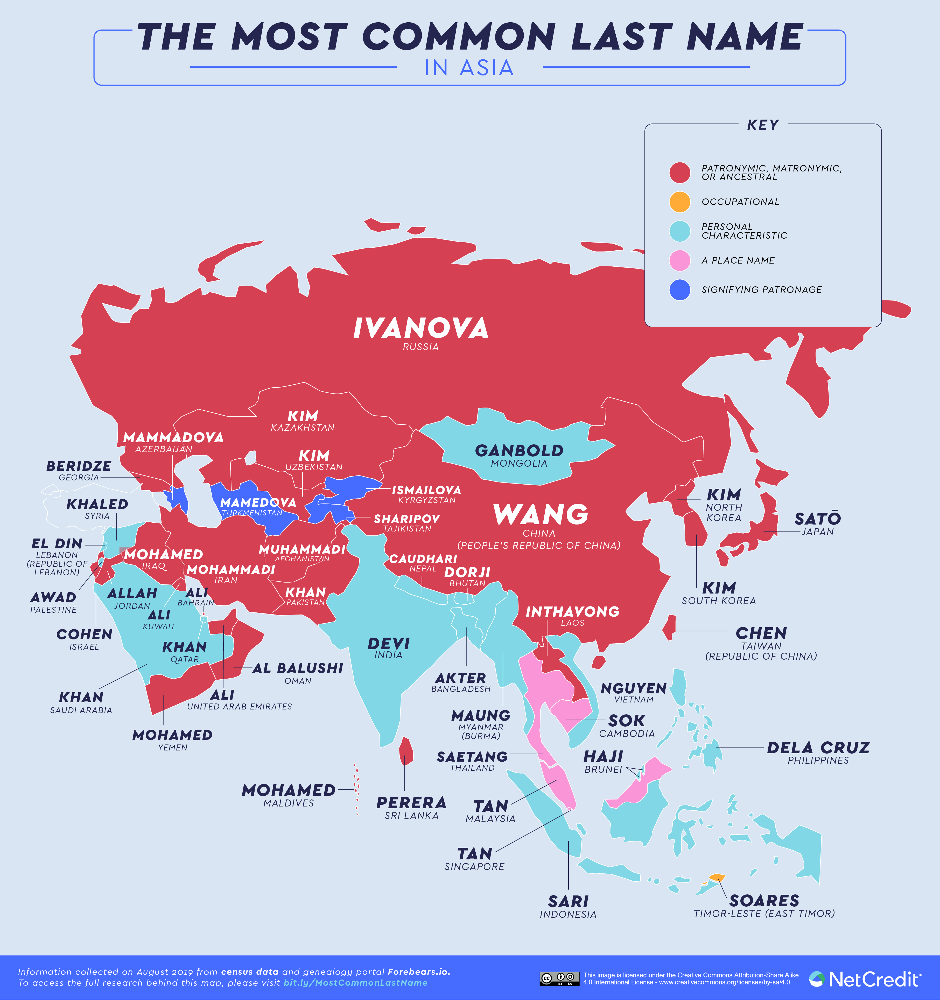 THE MOST COMMON LAST NAME
IN ASIA
KEY
PATRONYMIC, MATRONYMIC,
OR ANCESTRAL
OCCUPATIONAL
PERSONAL
CHARACTERISTIC
A PLACE NAME
SIGNIFYING PATRONAGE
IVANOVA
RUSSIA
KIM
KAZAKHSTAN
MAMMADOVA
AZERBAIJAN
KIM
UZBEKISTAN
GANBOLD
MONGOLIA
BERIDZE
GEORGIA
ISMAILOVA
KYRGYZSTAN
KHALED
SYRIA
MAMEDOVA
TURKMENISTAN
SHARIPOV
TAJIKISTAN
WANG
CHINA
(PEOPLE'S REPUBLIC OF CHINA)
KIM
NORTH
KOREA
SATŌ
JAPAN
EL DIN
LEBANON
(REPUBLIC OF
LEBANON)
MOHAMED
IRAQ
MUHAMMADI
AFGHANISTAN
MOHAMMADI
IRAN
CAUDHARI
NEPAL
DORJI
BHUTAN
KIM
SOUTH KOREA
AWAD
PALESTINE
ALLAH
JORDAN
ALI
BAHRAIN
KHAN
PAKISTAN
ALI
KUWAIT
INTHAVONG
LAOS
COHEN
ISRAEL
KHAN
QATAR
DEVI
INDIA
CHEN
TAIWAN
(REPUBLIC OF CHINA)
AL BALUSHI
OMAN
AKTER
BANGLADESH
NGUYEN
VIETNAM
KHAN
SAUDI ARABIA
ALI
UNITED ARAB EMIRATES
MAUNG
MYANMAR
(BURMA)
SOK
CAMBODIA
MOHAMED
YEMEN
SAETANG
THAILAND
HAJI
BRUNEI
DELA CRUZ
PHILIPPINES
MOHAMED
MALDIVES
PERERA
SRI LANKA
TAN
MALAYSIA
TAN
SINGAPORE
SARI
INDONESIA
SOARES
TIMOR-LESTE (EAST TIMOR)
Information collected on August 2019 from census data and genealogy portal Forebears.io.
To access the full research behind this map, please visit bit.ly/MostCommonLastName
cc BY SA
This image is licensed under the Creative Commons Attribution-Share Alike
4.0 International License - www.creativecommons.org/licenses/by-sa/4.0
NetCredit™